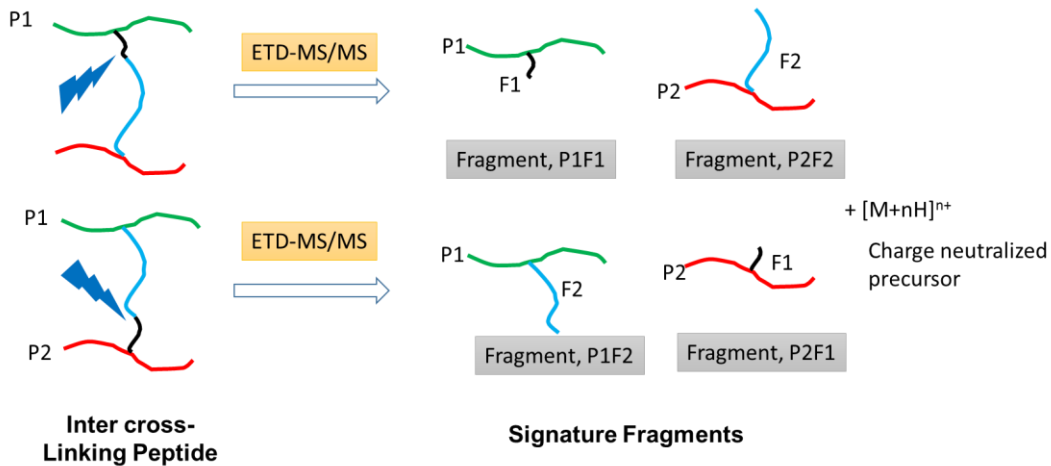 P1
ETD-MS/MS
P1
F1
F2
P2
Fragment, P1F1
Fragment, P2F2
P1
ETD-MS/MS
P1
F2
P2
F1
+ [M+nH]ⁿ⁺
Charge neutralized
precursor
P2
Fragment, P1F2
Fragment, P2F1
Inter cross-
Linking Peptide
Signature Fragments